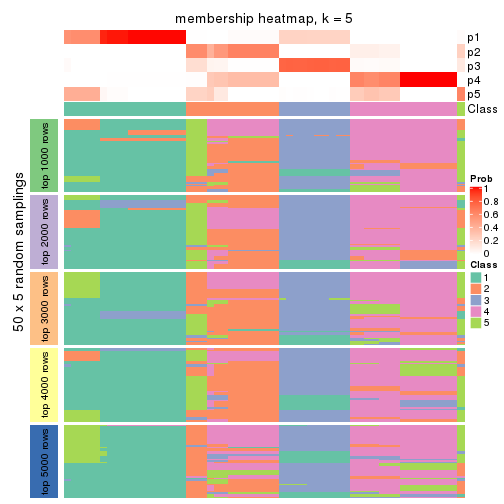 membership heatmap, k = 5
p1
p2
p3
p4
p5
Class
50 x 5 random samplings
top 1000 rows
top 2000 rows
top 3000 rows
top 4000 rows
top 5000 rows
Prob
1
0.8
0.6
0.4
0.2
0
Class
1
2
3
4
5